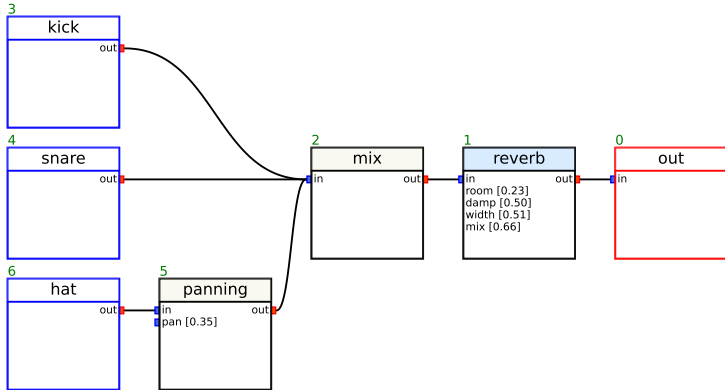 3
kick
out
4
snare
out
2
mix
in out
1
reverb
in out
room [0.23]
damp [0.50]
width [0.51]
mix [0.66]
0
out
in
6
hat
out
5
panning
in out
pan [0.35]